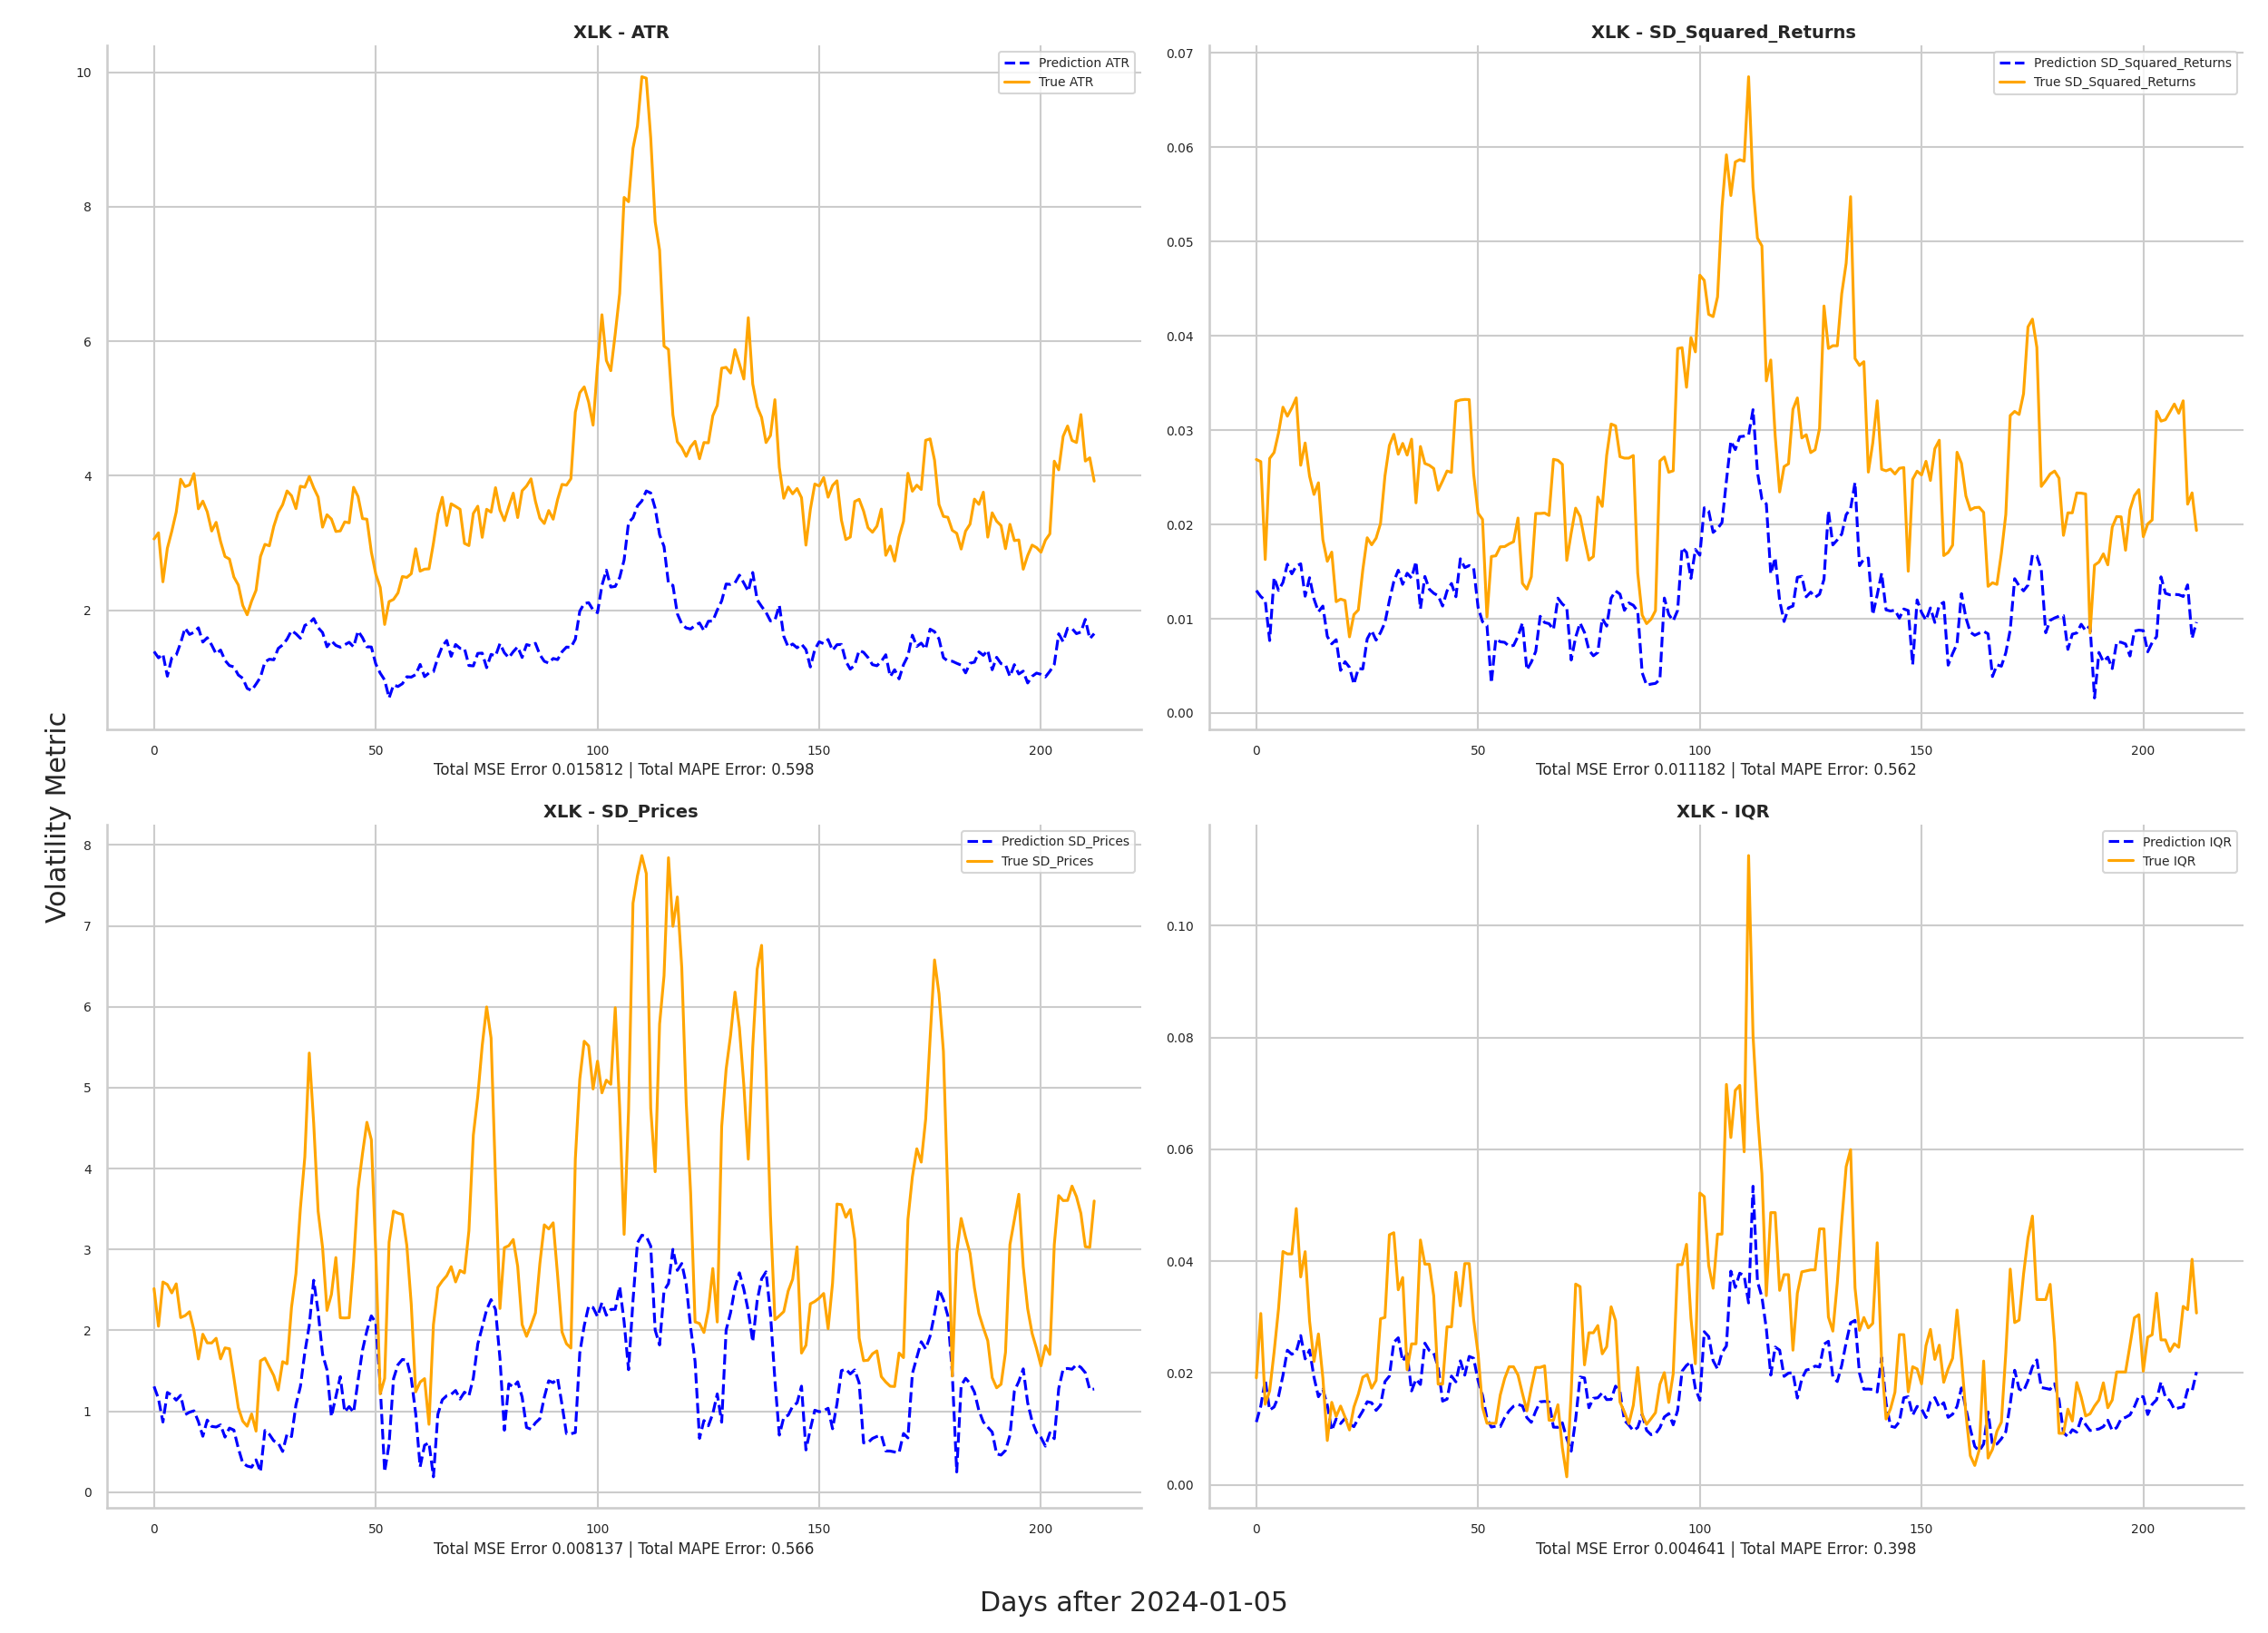 XLK - ATR
Prediction ATR
True ATR
10
8
6
4
2
0 50 100 150 200
Total MSE Error 0.015812 | Total MAPE Error: 0.598
XLK - SD_Squared_Returns
Prediction SD_Squared_Returns
True SD_Squared_Returns
0.07
0.06
0.05
0.04
0.03
0.02
0.01
0.00
0 50 100 150 200
Total MSE Error 0.011182 | Total MAPE Error: 0.562
Volatility Metric
XLK - SD_Prices
Prediction SD_Prices
True SD_Prices
8
7
6
5
4
3
2
1
0
0 50 100 150 200
Total MSE Error 0.008137 | Total MAPE Error: 0.566
XLK - IQR
Prediction IQR
True IQR
0.10
0.08
0.06
0.04
0.02
0.00
0 50 100 150 200
Total MSE Error 0.004641 | Total MAPE Error: 0.398
Days after 2024-01-05